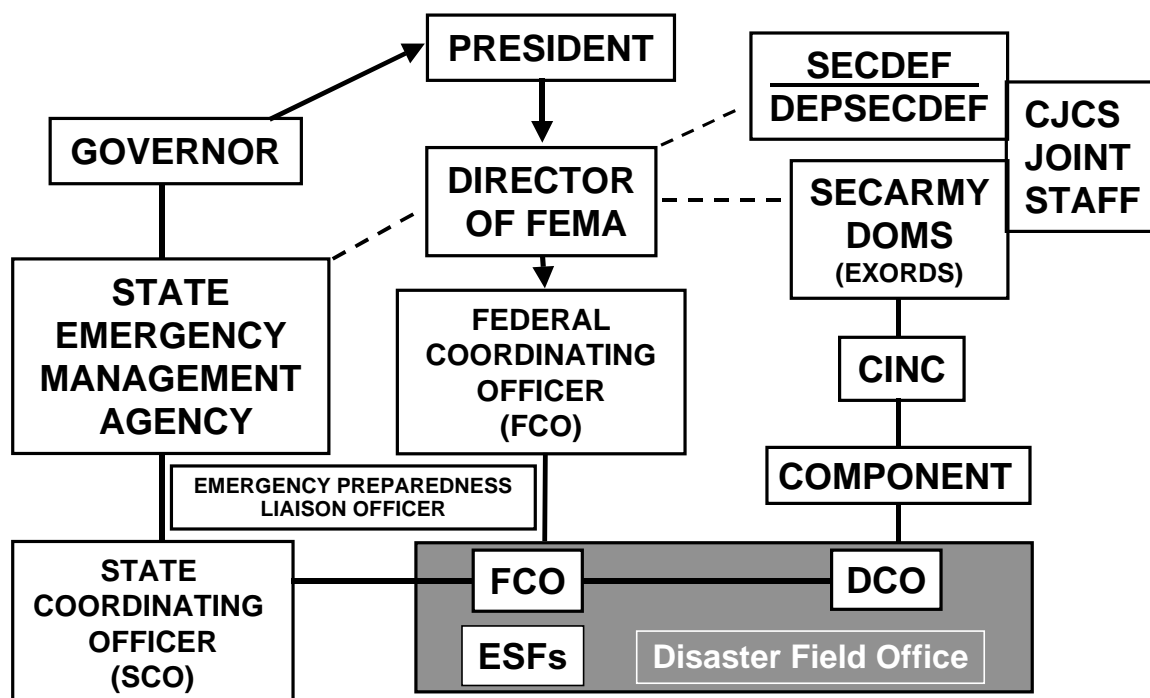 PRESIDENT
SECDEF
DEPSECDEF
CJCS
JOINT
STAFF
GOVERNOR
DIRECTOR
OF FEMA
SECARMY
DOMS
(EXORDS)
STATE
EMERGENCY
MANAGEMENT
AGENCY
FEDERAL
COORDINATING
OFFICER
(FCO)
CINC
COMPONENT
EMERGENCY PREPAREDNESS
LIAISON OFFICER
STATE
COORDINATING
OFFICER
(SCO)
FCO
DCO
ESFs
Disaster Field Office